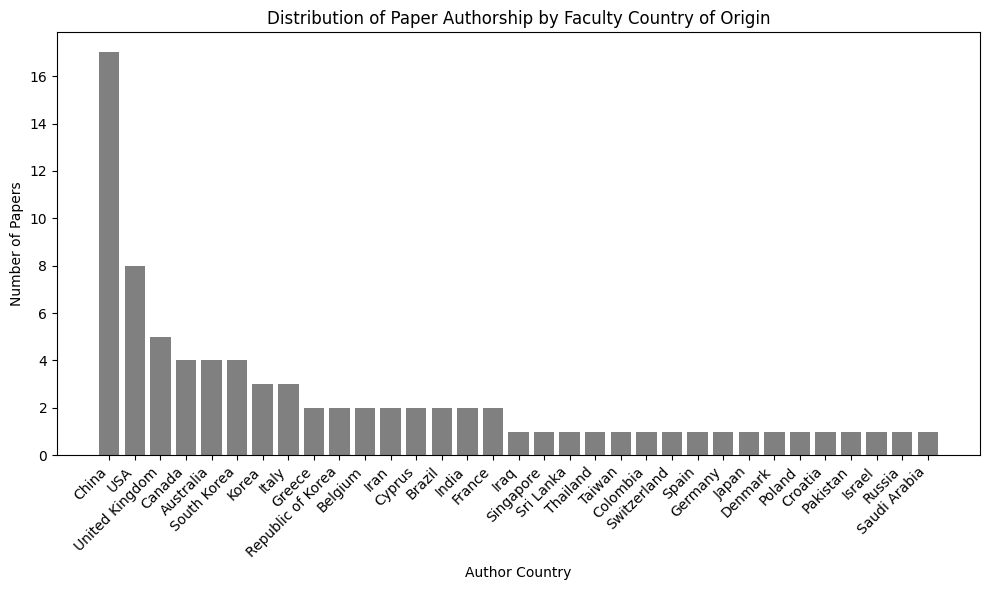 Distribution of Paper Authorship by Faculty Country of Origin
Number of Papers
16
14
12
10
8
6
4
2
0
China
USA
United Kingdom
Canada
Australia
South Korea
Korea
Italy
Greece
Republic of Korea
Belgium
Iran
Cyprus
Brazil
India
France
Iraq
Singapore
Sri Lanka
Thailand
Taiwan
Colombia
Switzerland
Spain
Germany
Japan
Denmark
Poland
Croatia
Pakistan
Israel
Russia
Saudi Arabia
Author Country